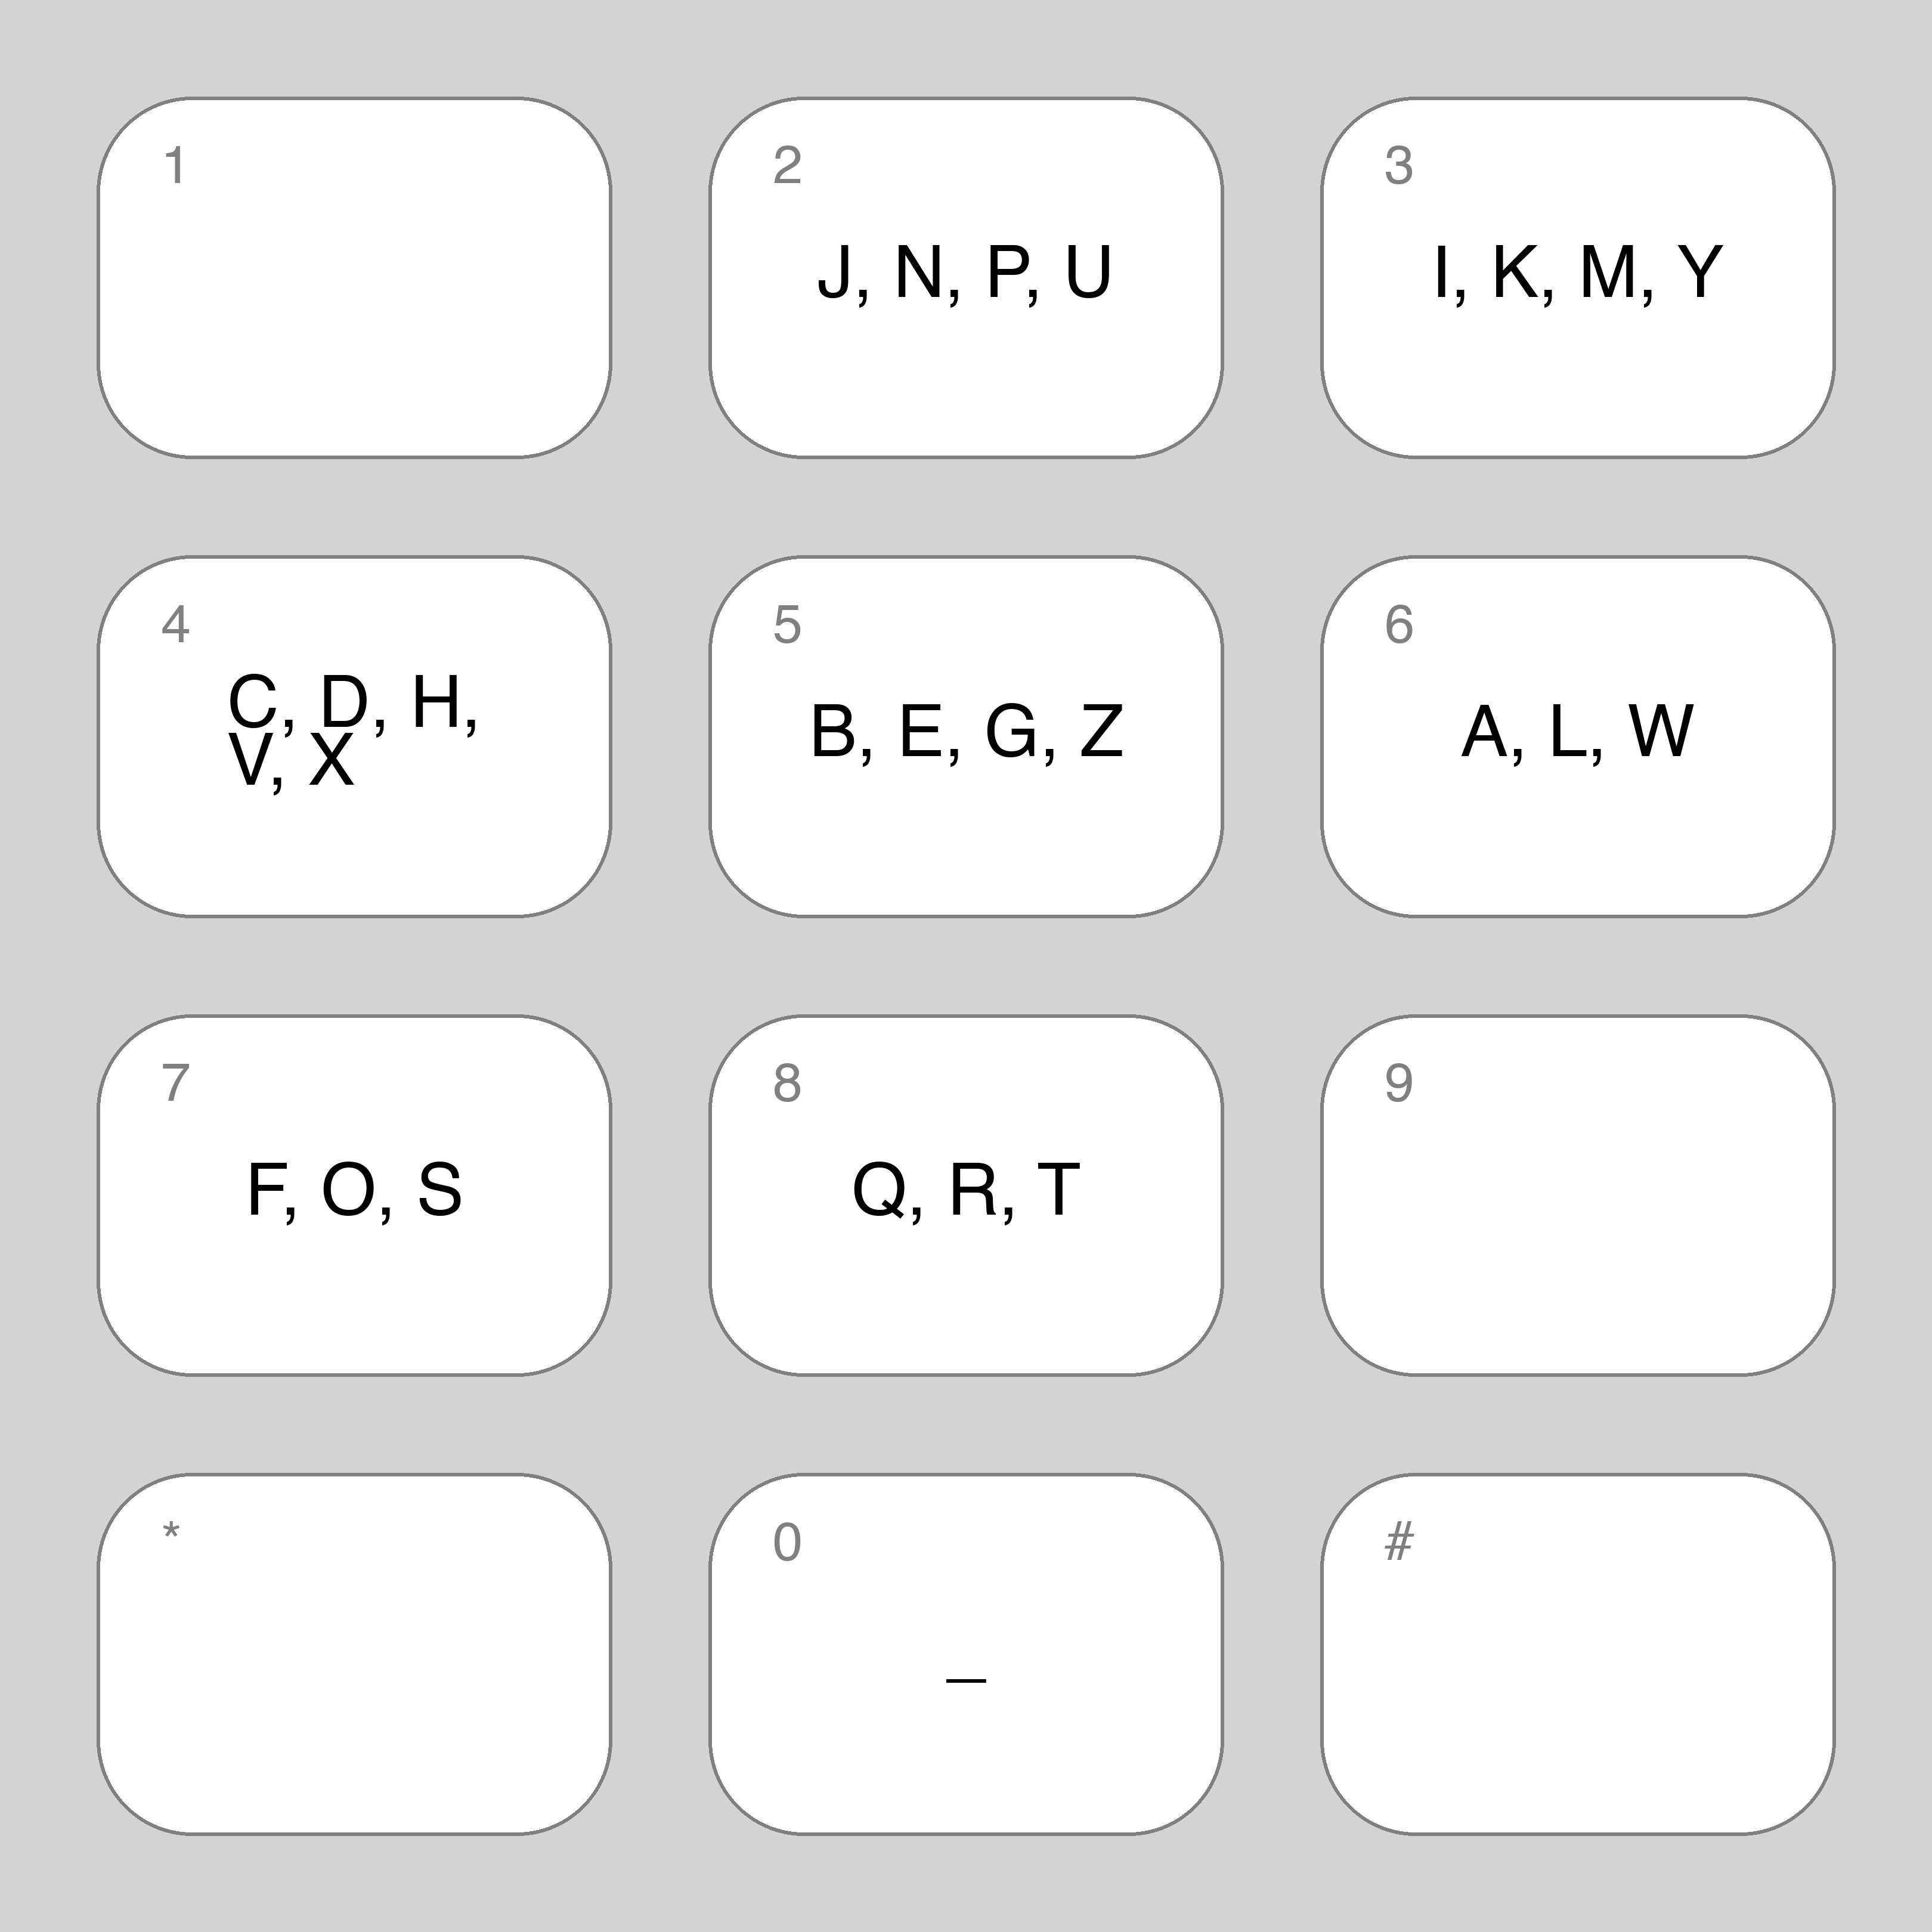 1
2
J, N, P, U
3
I, K, M, Y
4
C, D, H,
V, X
5
B, E, G, Z
6
A, L, W
7
F, O, S
8
Q, R, T
9
*
0
_
#